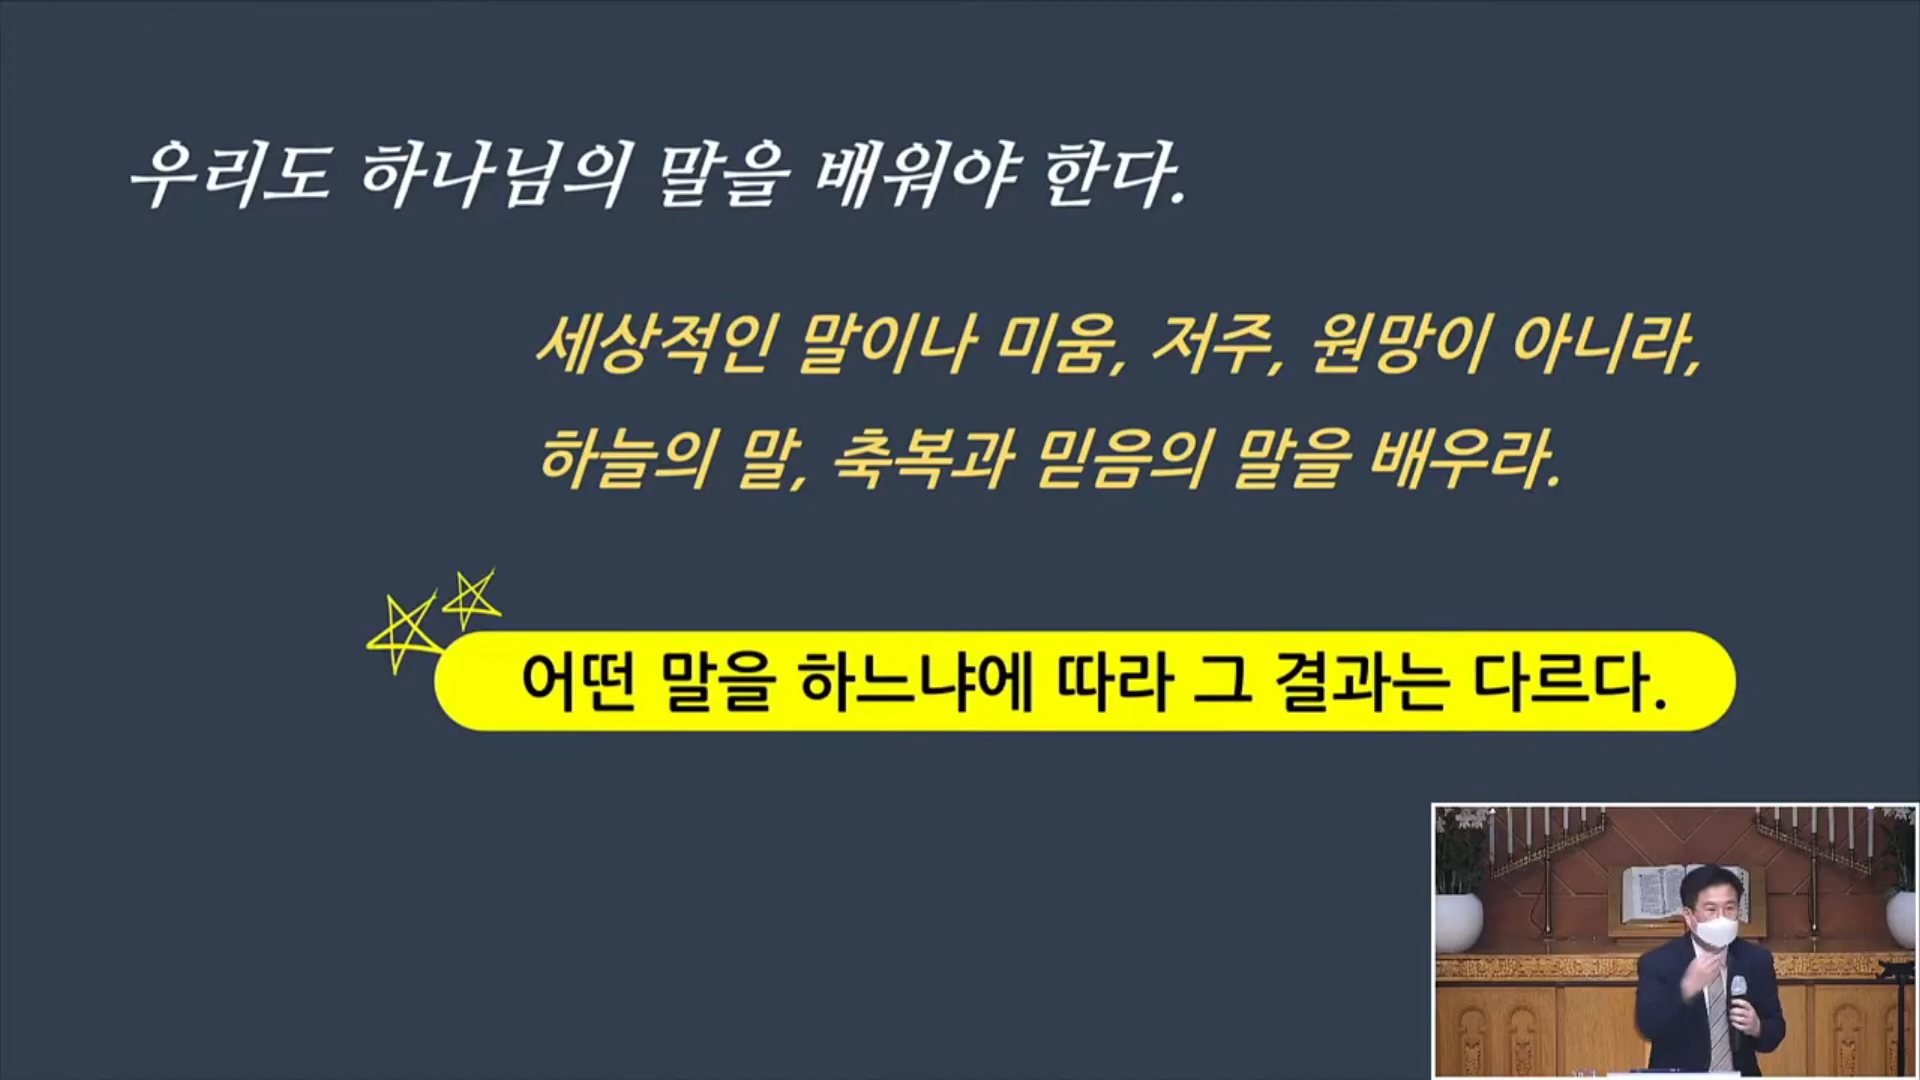 우리도 하나님의 말을 배워야 한다.
세상적인 말이나 미움, 저주, 원망이 아니라,
하늘의 말, 축복과 믿음의 말을 배우라.
어떤 말을 하느냐에 따라 그 결과는 다르다.